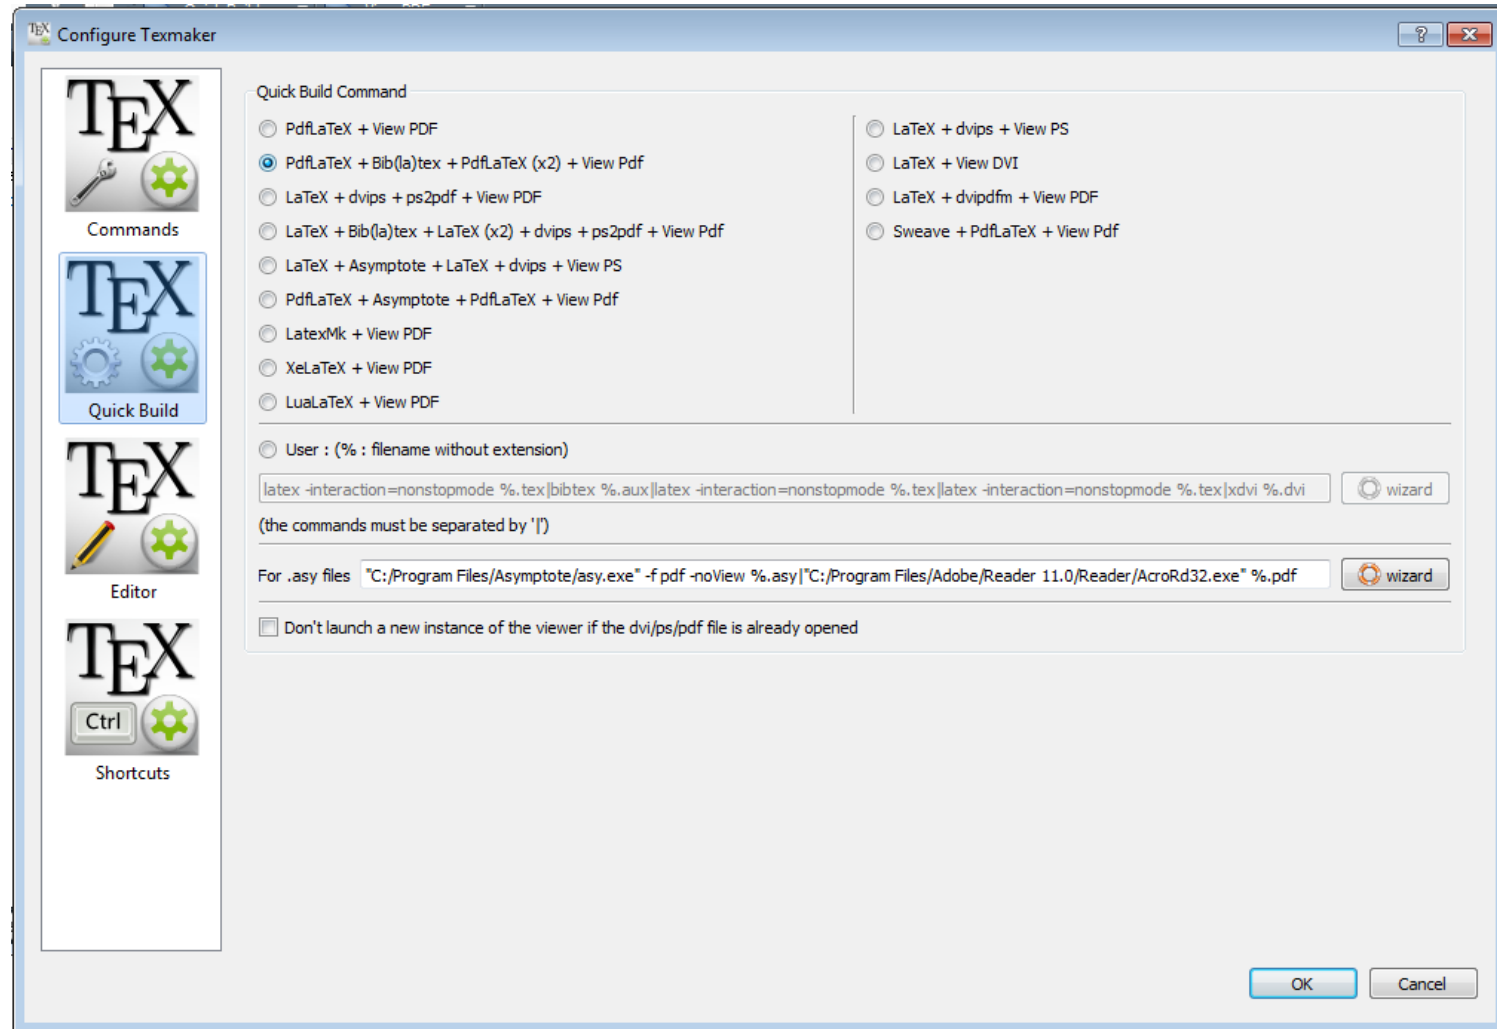 Configure Texmaker
TEX
Commands
TEX
Quick Build
TEX
Editor
TEX
Ctrl
Shortcuts
Quick Build Command
PdfLaTeX + View PDF
PdfLaTeX + Bib(la)tex + PdfLaTeX (x2) + View Pdf
LaTeX + dvips + ps2pdf + View PDF
LaTeX + Bib(la)tex + LaTeX (x2) + dvips + ps2pdf + View Pdf
LaTeX + Asymptote + LaTeX + dvips + View PS
PdfLaTeX + Asymptote + PdfLaTeX + View Pdf
LatexMk + View PDF
XeLaTeX + View PDF
LuaLaTeX + View PDF
LaTeX + dvips + View PS
LaTeX + View DVI
LaTeX + dvipdfm + View PDF
Sweave + PdfLaTeX + View Pdf
User : (% : filename without extension)
latex -interaction=nonstopmode %.tex|bibtex %.aux|latex -interaction=nonstopmode %.tex|latex -interaction=nonstopmode %.tex|xdvi %.dvi
wizard
(the commands must be separated by '|')
For .asy files "C:/Program Files/Asymptote/asy.exe" -f pdf -noView %.asy|"C:/Program Files/Adobe/Reader 11.0/Reader/AcroRd32.exe" %.pdf
wizard
Don't launch a new instance of the viewer if the dvi/ps/pdf file is already opened
OK
Cancel